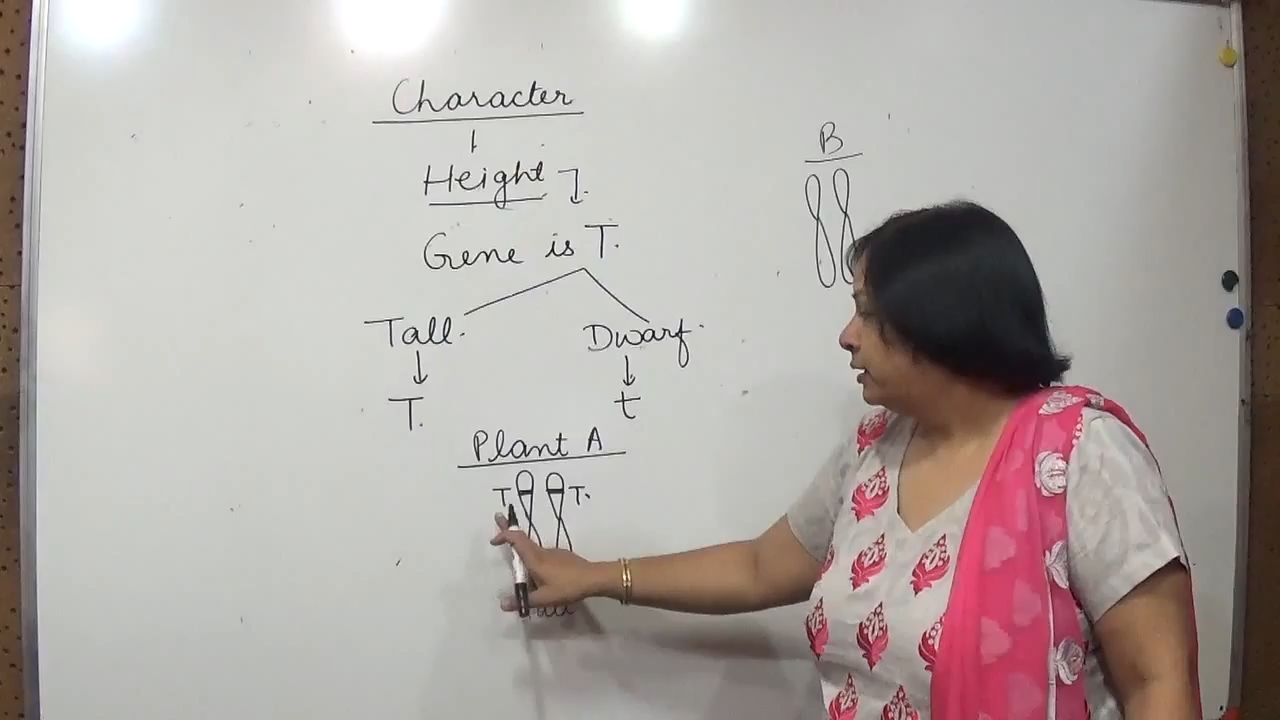 Character
Height
Gene is T.
Tall. Dwarf.
T. t
Plant A
T T.
B